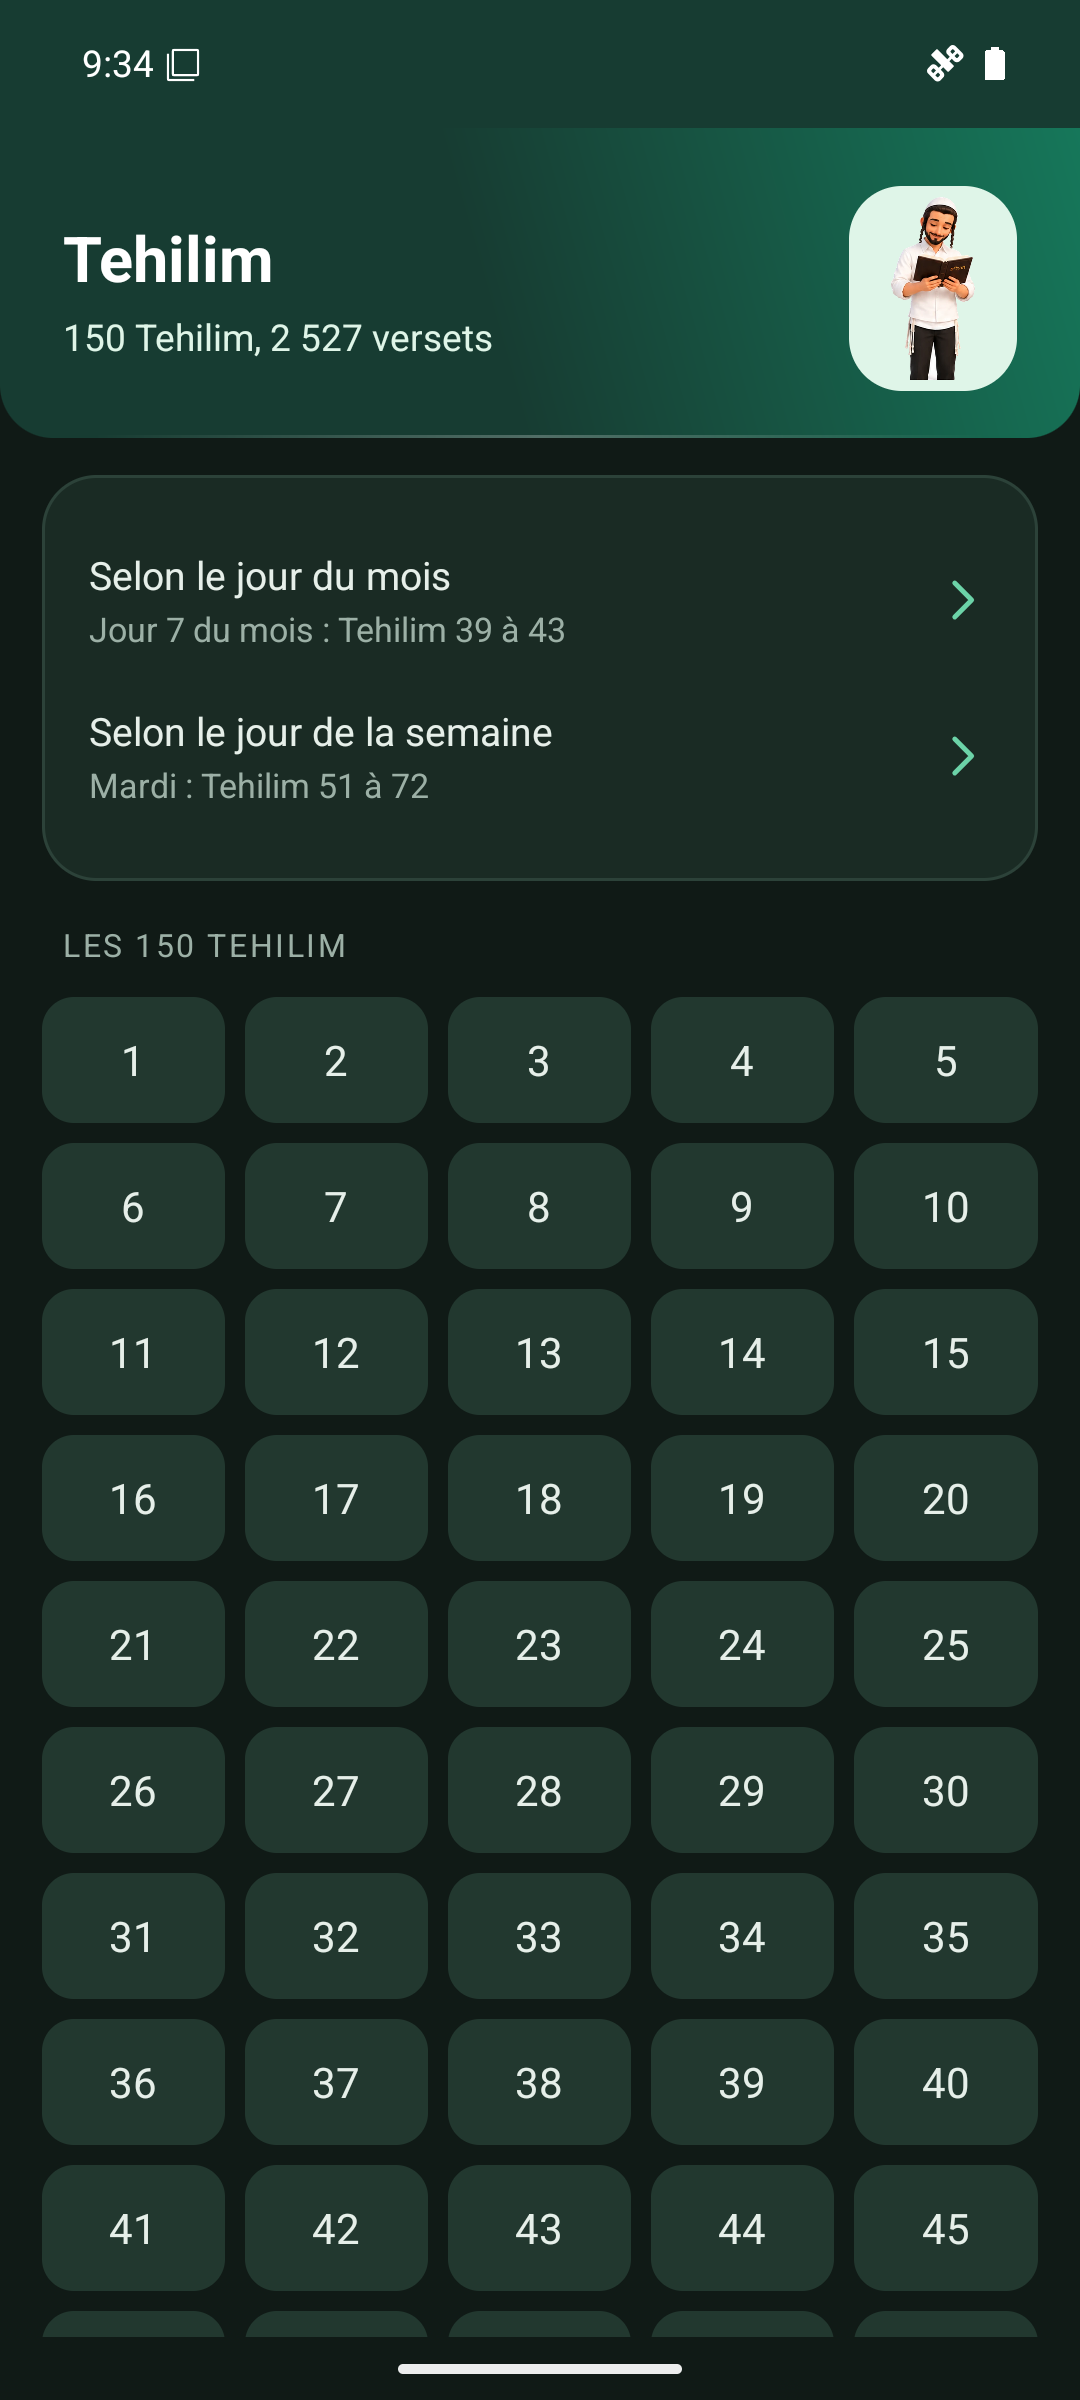 9:34
Tehilim
150 Tehilim, 2 527 versets
Selon le jour du mois
Jour 7 du mois : Tehilim 39 à 43
Selon le jour de la semaine
Mardi : Tehilim 51 à 72
LES 150 TEHILIM
1 2 3 4 5
6 7 8 9 10
11 12 13 14 15
16 17 18 19 20
21 22 23 24 25
26 27 28 29 30
31 32 33 34 35
36 37 38 39 40
41 42 43 44 45